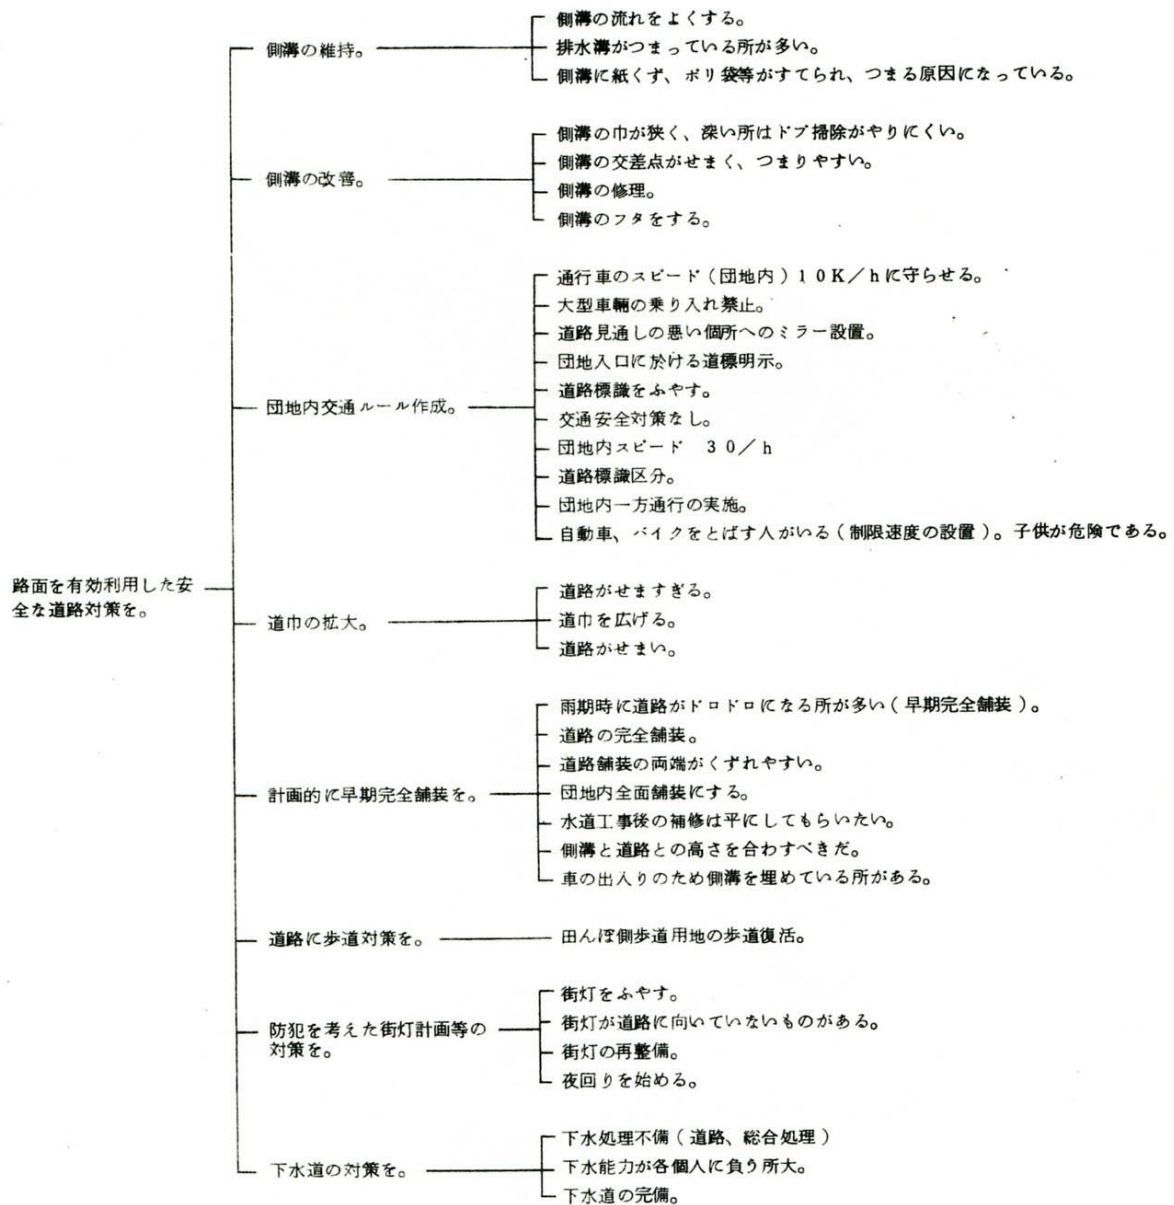 側溝の維持。
側溝の流れをよくする。
排水溝がつまっている所が多い。
側溝に紙くず、ポリ袋等がすてられ、つまる原因になっている。
側溝の改善。
側溝の巾が狭く、深い所はドブ掃除がやりにくい。
側溝の交差点がせまく、つまりやすい。
側溝の修理。
側溝のフタをする。
団地内交通ルール作成。
通行車のスピード(団地内)10K/hに守らせる。
大型車輛の乗り入れ禁止。
道路見通しの悪い個所へのミラー設置。
団地入口に於ける道標明示。
道路標識をふやす。
交通安全対策なし。
団地内スピード 30/h
道路標識区分。
団地内一方通行の実施。
自動車、バイクをとばす人がいる(制限速度の設置)。子供が危険である。
路面を有効利用した安
全な道路対策を。
道巾の拡大。
道路がせますぎる。
道巾を広げる。
道路がせまい。
計画的に早期完全舗装を。
雨期時に道路がドロドロになる所が多い(早期完全舗装)。
道路の完全舗装。
道路舗装の両端がくずれやすい。
団地内全面舗装にする。
水道工事後の補修は平にしてもらいたい。
側溝と道路との高さを合わすべきだ。
車の出入りのため側溝を埋めている所がある。
道路に歩道対策を。
田んぼ側歩道用地の歩道復活。
防犯を考えた街灯計画等の
対策を。
街灯をふやす。
街灯が道路に向いていないものがある。
街灯の再整備。
夜回りを始める。
下水道の対策を。
下水処理不備(道路、総合処理)
下水能力が各個人に負う所大。
下水道の完備。